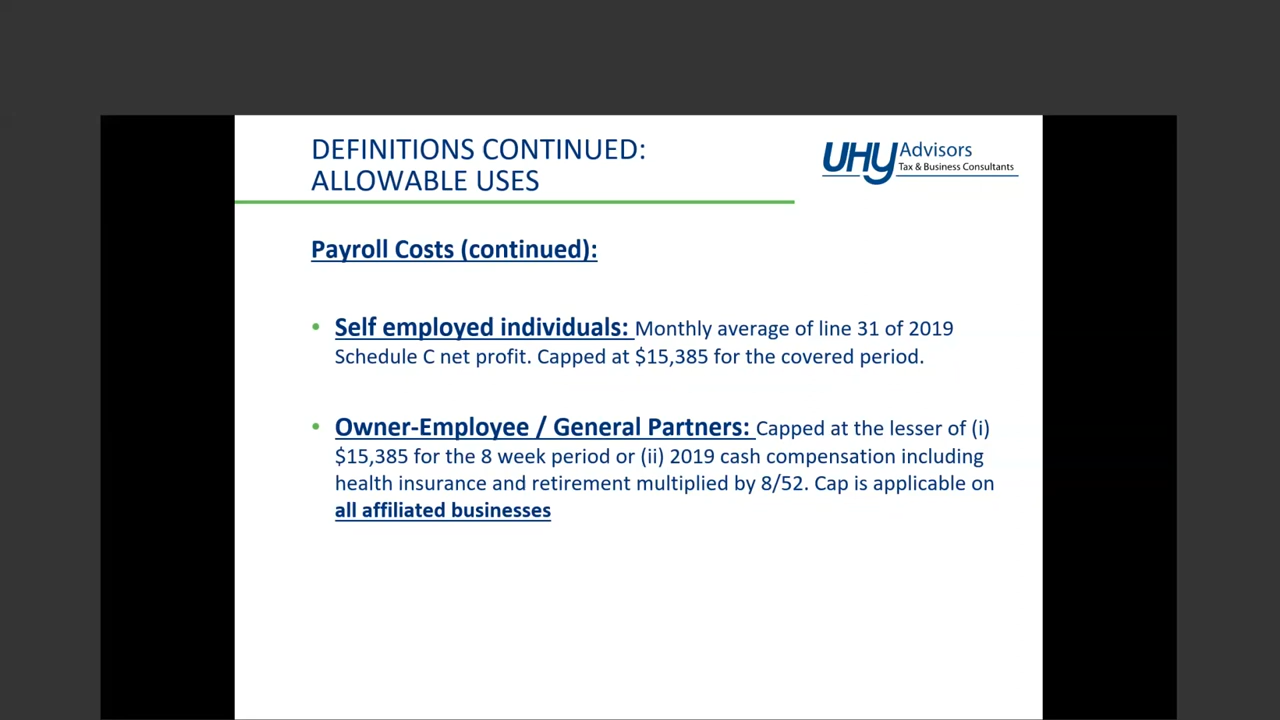 DEFINITIONS CONTINUED:
ALLOWABLE USES
UHY Advisors
Tax & Business Consultants
Payroll Costs (continued):
• Self employed individuals: Monthly average of line 31 of 2019
Schedule C net profit. Capped at $15,385 for the covered period.
• Owner-Employee / General Partners: Capped at the lesser of (i)
$15,385 for the 8 week period or (ii) 2019 cash compensation including
health insurance and retirement multiplied by 8/52. Cap is applicable on
all affiliated businesses